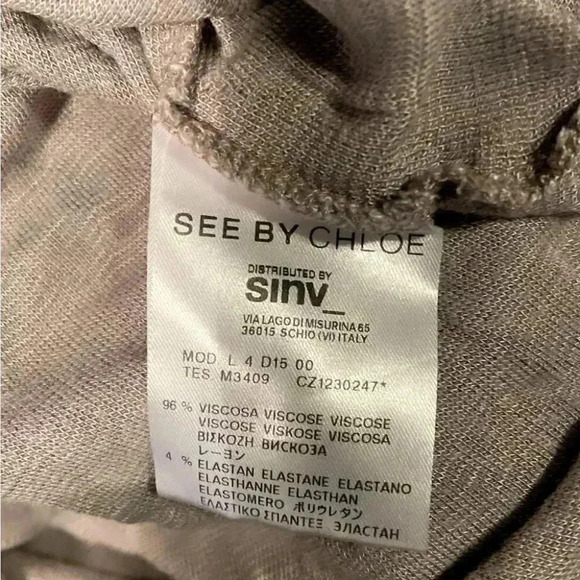 SEE BY CHLOE
DISTRIBUTED BY
sinv_
VIA LAGO DI MISURINA 65
36015 SCHIO (VI) ITALY
MOD. L 4 D15 00
TES. M3409 CZ1230247*
96 % VISCOSA VISCOSE VISCOSE
VISCOSE VISKOSE VISCOSA
ΒΙΣΚΟΖΗ ВИСКОЗА
レーヨン
4 % ELASTAN ELASTANE ELASTANO
ELASTHANNE ELASTHAN
ELASTOMERO ポリウレタン
ΕΛΑΣΤΙΚΟ ΣΠΑΝΤΕΞ ЭЛАСТАН